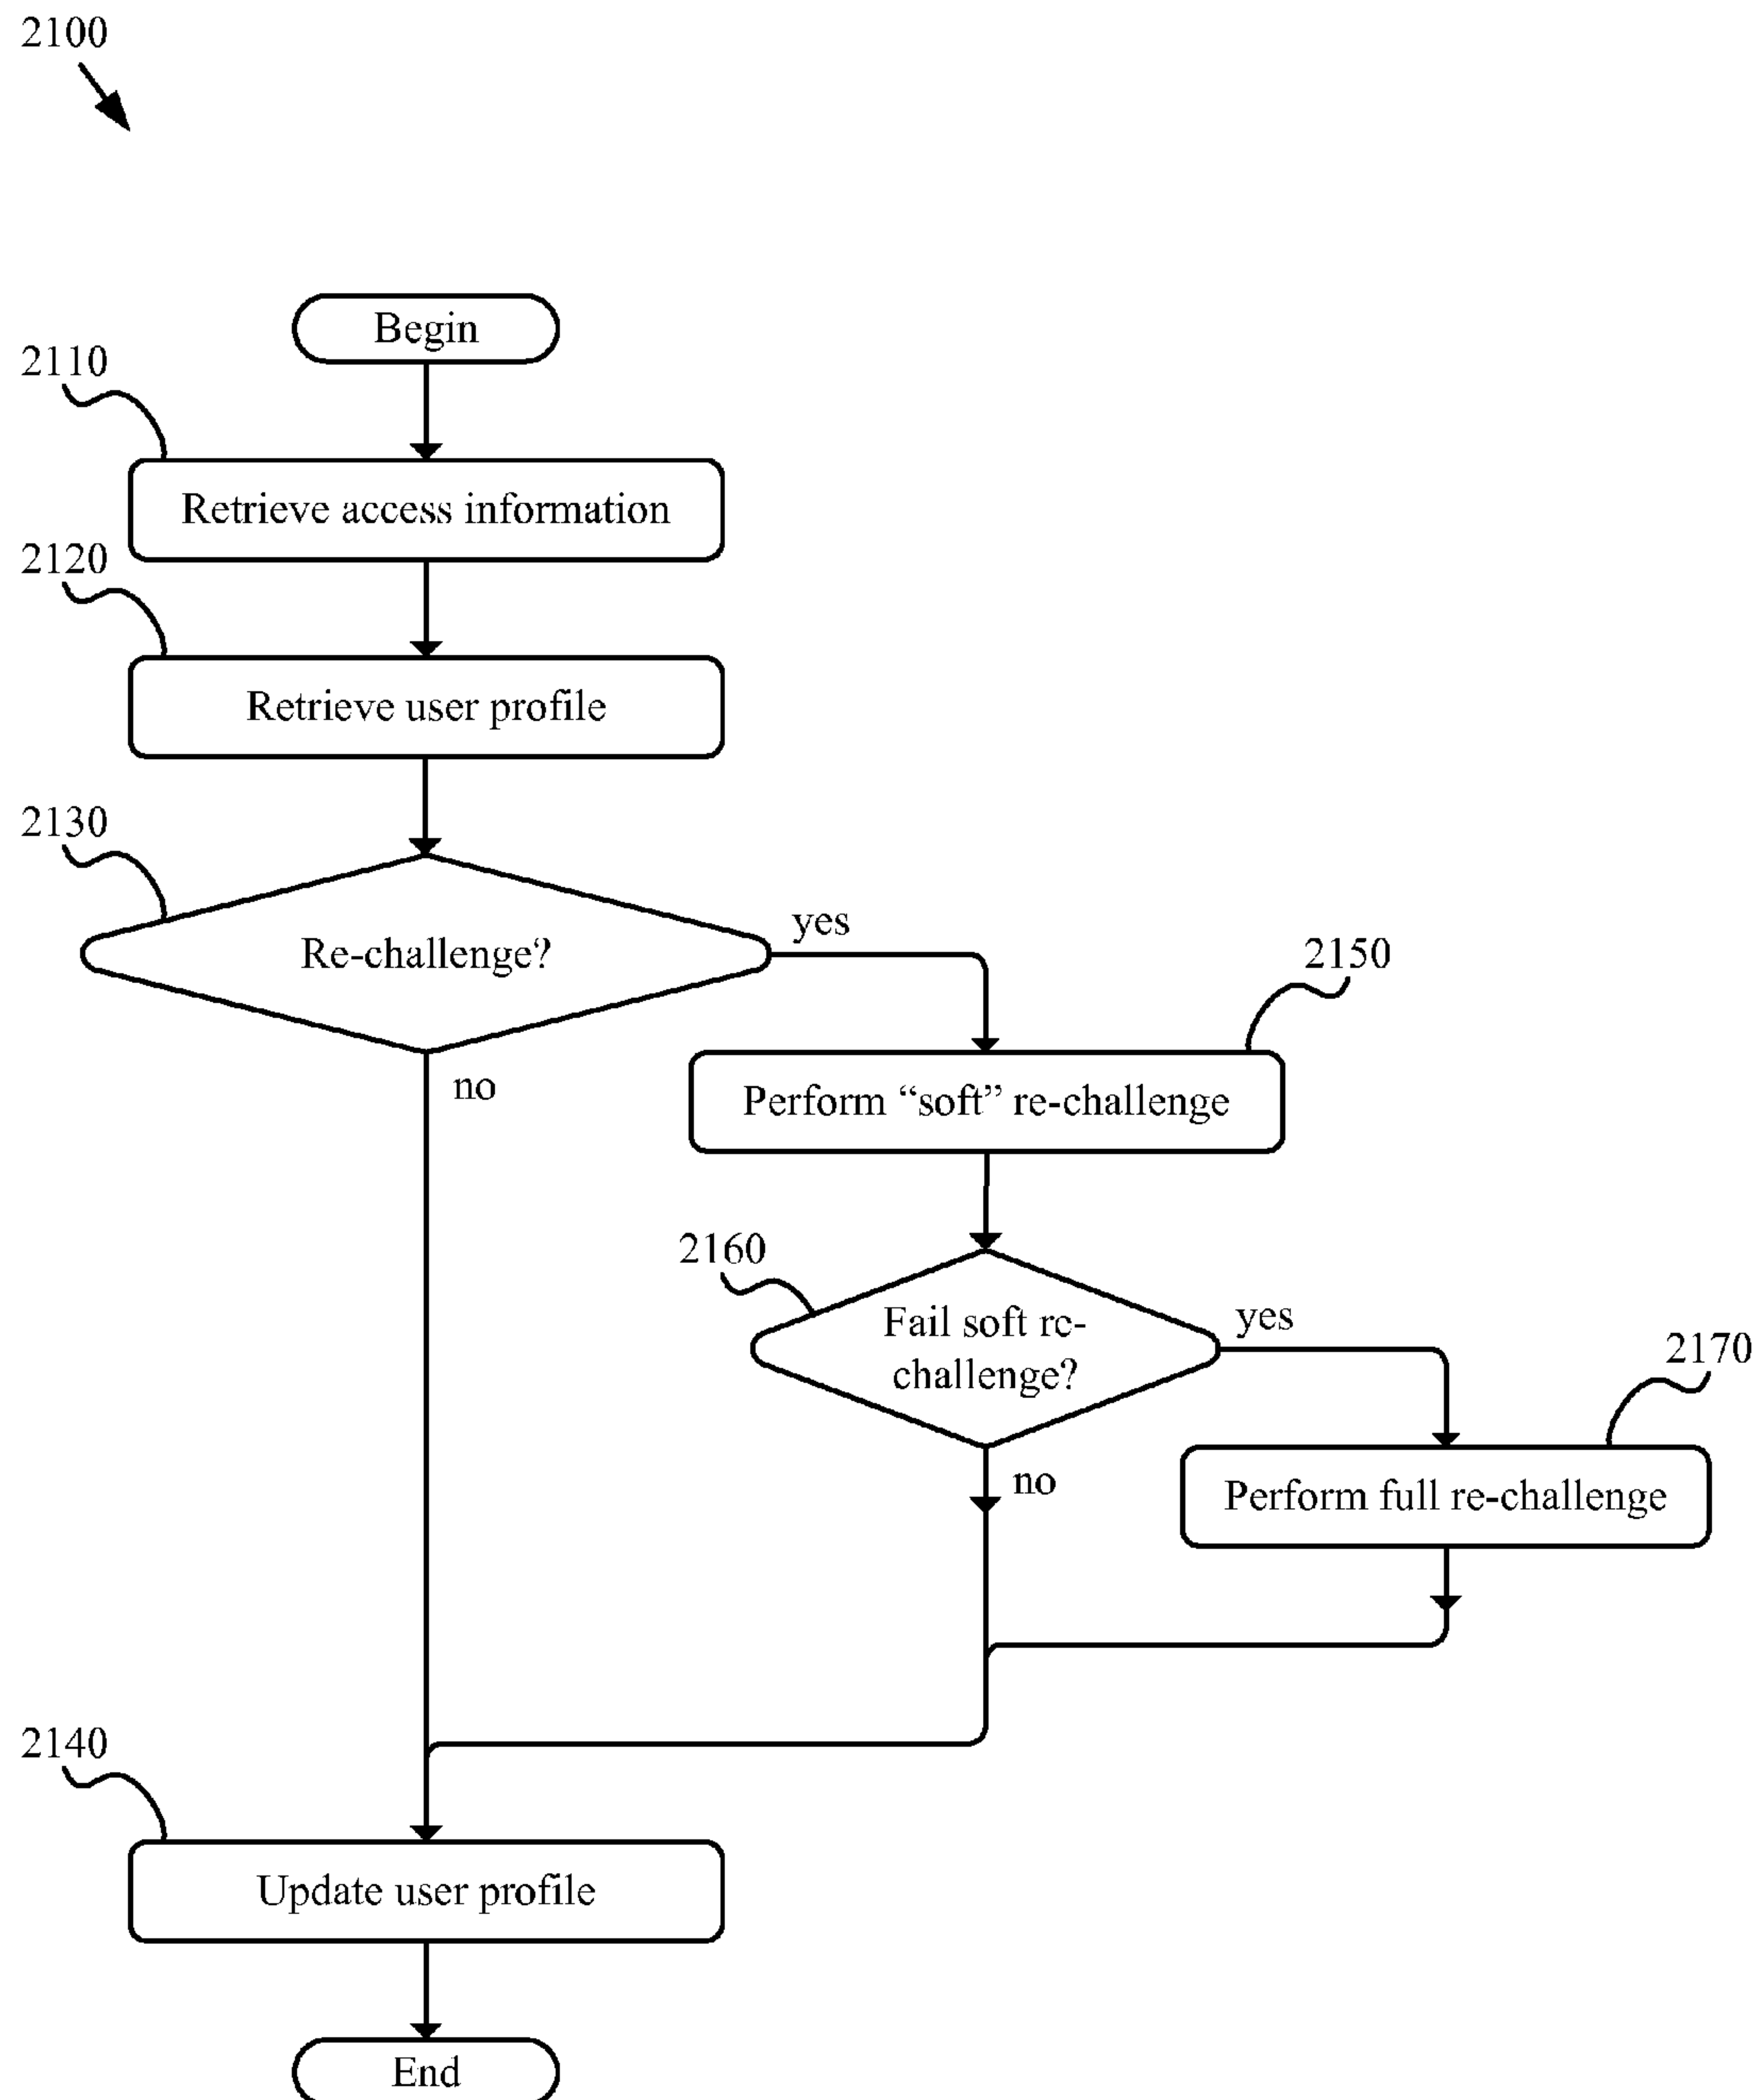 2100
Begin
2110
Retrieve access information
2120
Retrieve user profile
2130
Re-challenge?
yes
no
2150
Perform “soft” re-challenge
2160
Fail soft re-
challenge?
yes
no
2170
Perform full re-challenge
2140
Update user profile
End